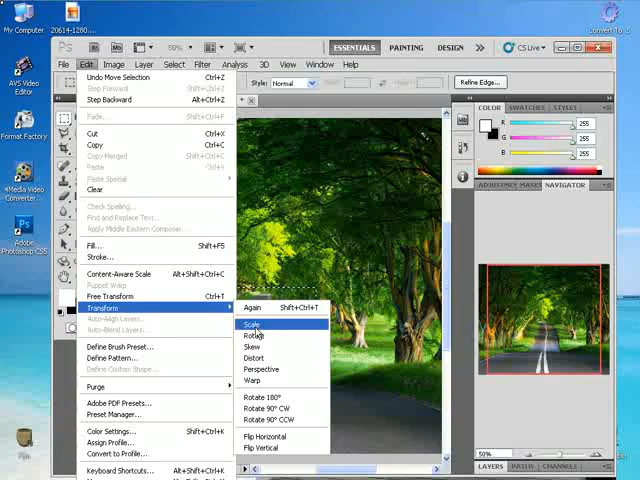 My Computer
20614-1280....
Convert To 5
AVS Video
Editor
Format Factory
4Media Video
Converter...
Adobe
Photoshop CS5
Ps
Br
Mb
50%
ESSENTIALS
PAINTING
DESIGN
CS Live
File
Edit
Image
Layer
Select
Filter
Analysis
3D
View
Window
Help
Style:
Normal
Refine Edge...
Undo Move Selection Ctrl+Z
Step Forward Shift+Ctrl+Z
Step Backward Alt+Ctrl+Z
Fade... Shift+Ctrl+F
Cut Ctrl+X
Copy Ctrl+C
Copy Merged Shift+Ctrl+C
Paste Ctrl+V
Paste Special
Clear
Check Spelling...
Find and Replace Text...
Apply Middle Eastern Composer...
Fill... Shift+F5
Stroke...
Content-Aware Scale Alt+Shift+Ctrl+C
Puppet Warp
Free Transform Ctrl+T
Transform
Auto-Align Layers...
Auto-Blend Layers...
Define Brush Preset...
Define Pattern...
Define Custom Shape...
Purge
Adobe PDF Presets...
Preset Manager...
Color Settings... Shift+Ctrl+K
Assign Profile...
Convert to Profile...
Keyboard Shortcuts... Alt+Shift+Ctrl+K
Again Shift+Ctrl+T
Scale
Rotate
Skew
Distort
Perspective
Warp
Rotate 180°
Rotate 90° CW
Rotate 90° CCW
Flip Horizontal
Flip Vertical
COLOR
SWATCHES
STYLES
R 255
G 255
B 255
ADJUSTMENTS
MASKS
NAVIGATOR
50%
LAYERS
PATHS
CHANNELS